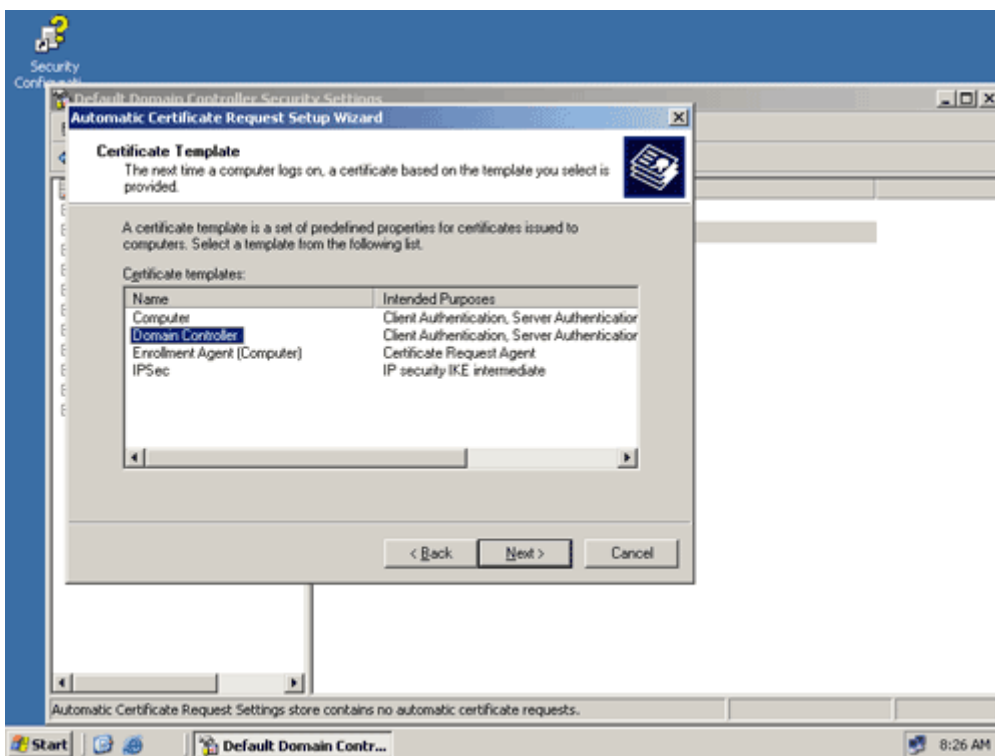 Security
Default Domain Controller Security Settings
Automatic Certificate Request Setup Wizard
Certificate Template
The next time a computer logs on, a certificate based on the template you select is
provided.
A certificate template is a set of predefined properties for certificates issued to
computers. Select a template from the following list.
Certificate templates:
Name Intended Purposes
Computer Client Authentication, Server Authentication
Domain Controller Client Authentication, Server Authentication
Enrollment Agent (Computer) Certificate Request Agent
IPSec IP security IKE intermediate
< Back Next > Cancel
Automatic Certificate Request Settings store contains no automatic certificate requests.
Start Default Domain Contr... 8:26 AM